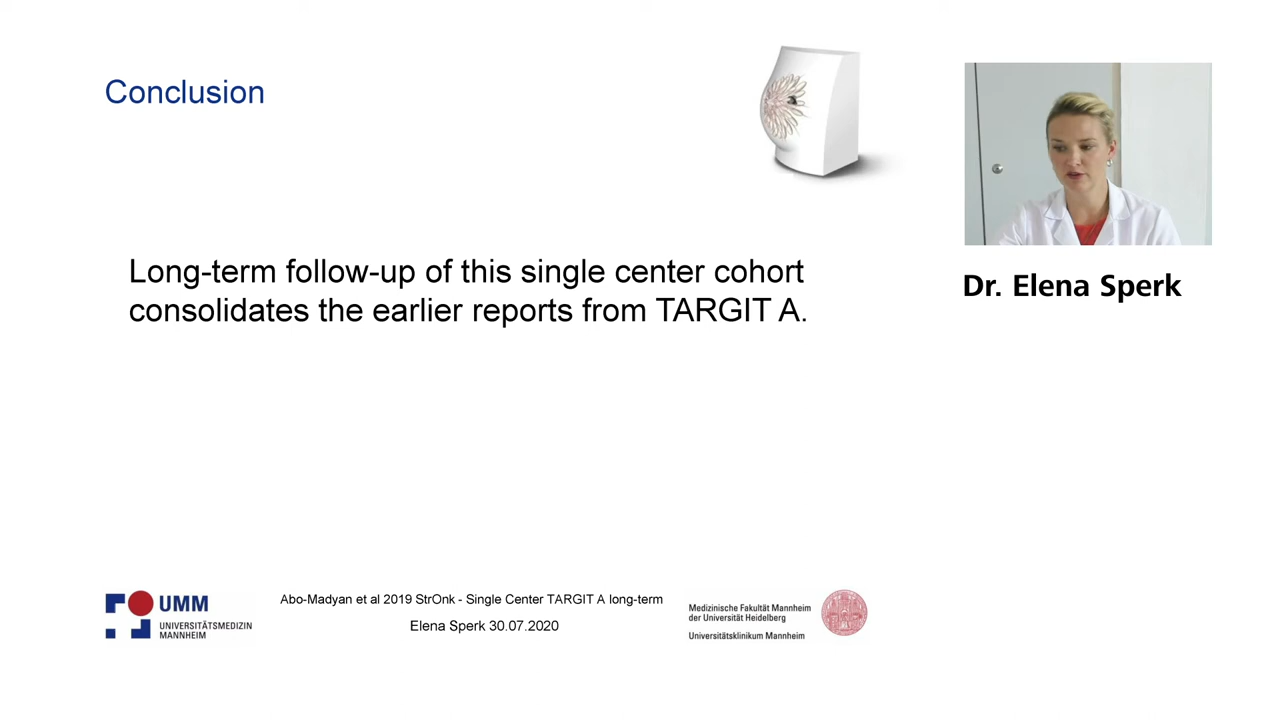 Conclusion
Dr. Elena Sperk
Long-term follow-up of this single center cohort
consolidates the earlier reports from TARGIT A.
UMM
UNIVERSITÄTSMEDIZIN
MANNHEIM
Abo-Madyan et al 2019 StrOnk - Single Center TARGIT A long-term
Elena Sperk 30.07.2020
Medizinische Fakultät Mannheim
der Universität Heidelberg
Universitätsklinikum Mannheim